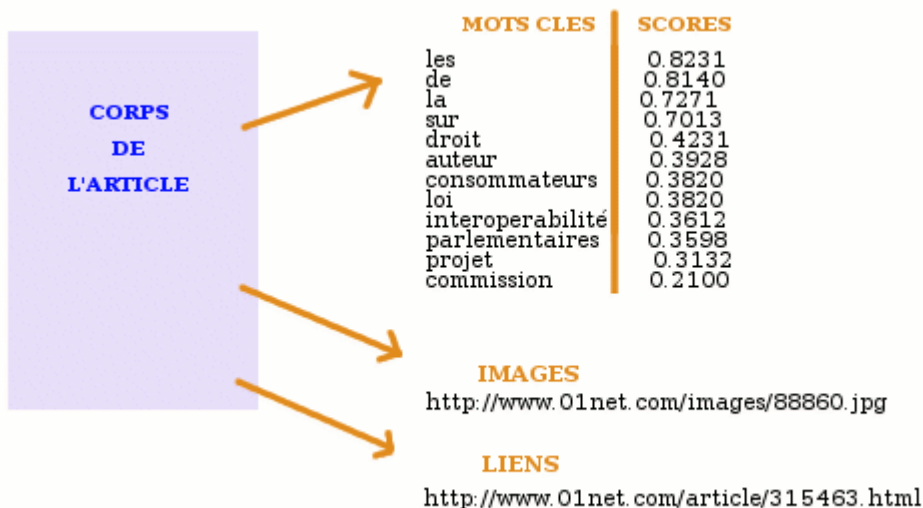 CORPS
DE
L'ARTICLE
MOTS CLES SCORES
les 0.8231
de 0.8140
la 0.7271
sur 0.7013
droit 0.4231
auteur 0.3928
consommateurs 0.3820
loi 0.3820
interoperabilité 0.3612
parlementaires 0.3598
projet 0.3132
commission 0.2100
IMAGES
http://www.01net.com/images/88860.jpg
LIENS
http://www.01net.com/article/315463.html